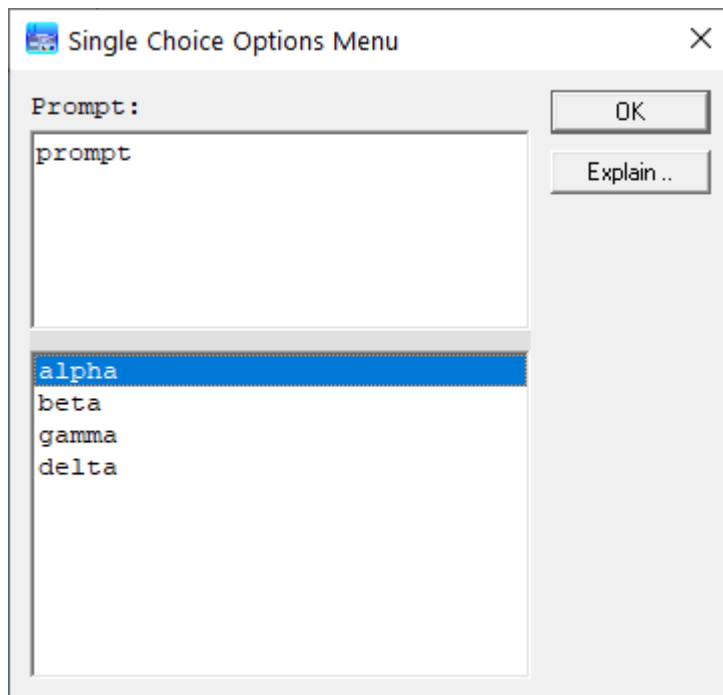 Single Choice Options Menu
Prompt:
OK
prompt
Explain ..
alpha
beta
gamma
delta